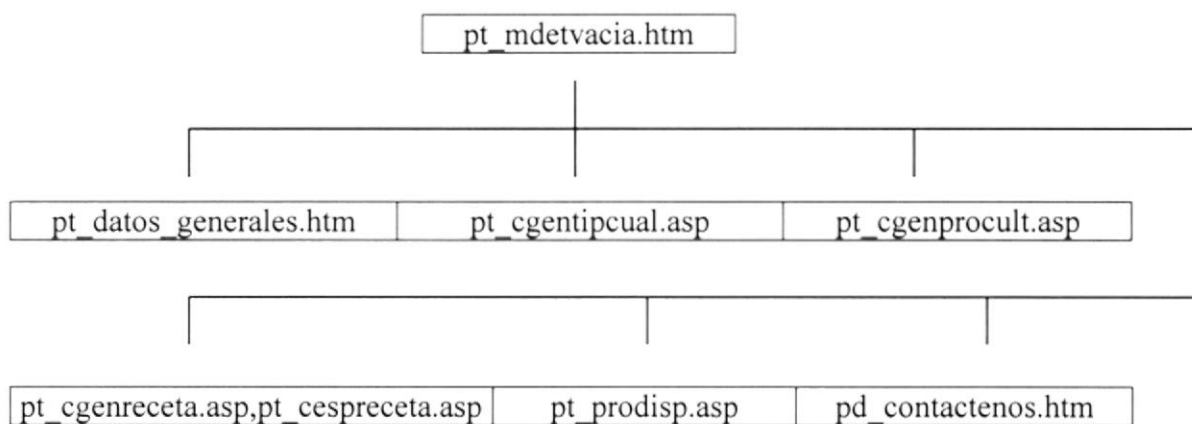 pt_mdetvacia.htm
pt_datos_generales.htm pt_cgentipcual.asp pt_cgenprocult.asp
pt_cgenreceta.asp,pt_cespreceta.asp pt_prodisp.asp pd_contactenos.htm